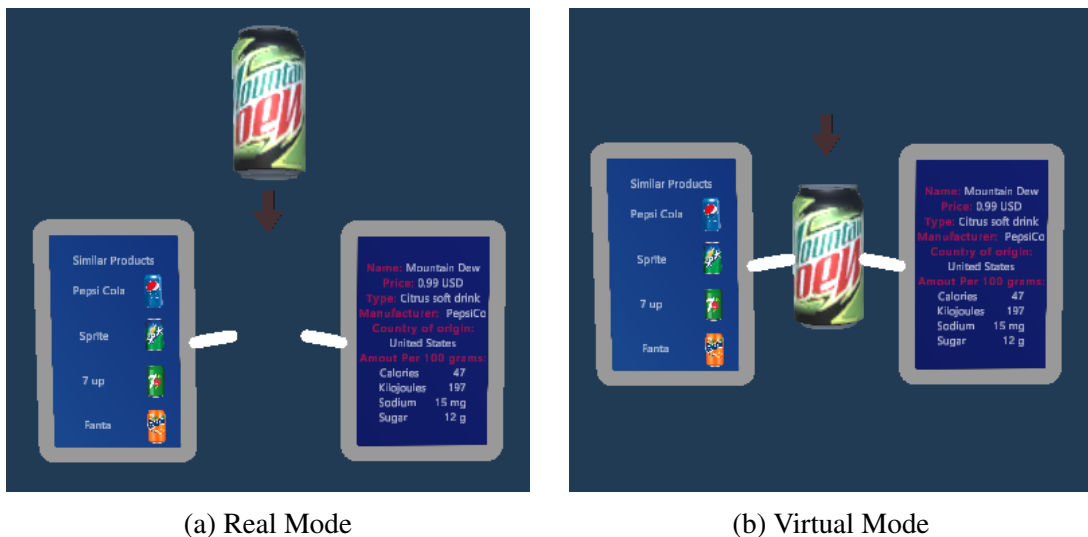 Mountain
Dew
Similar Products
Pepsi Cola
Sprite
7 up
Fanta
Name: Mountain Dew
Price: 0.99 USD
Type: Citrus soft drink
Manufacturer: PepsiCo
Country of origin:
United States
Amout Per 100 grams:
Calories 47
Kilojoules 197
Sodium 15 mg
Sugar 12 g
(a) Real Mode
Similar Products
Pepsi Cola
Sprite
7 up
Fanta
Mountain
Dew
Name: Mountain Dew
Price: 0.99 USD
Type: Citrus soft drink
Manufacturer: PepsiCo
Country of origin:
United States
Amout Per 100 grams:
Calories 47
Kilojoules 197
Sodium 15 mg
Sugar 12 g
(b) Virtual Mode